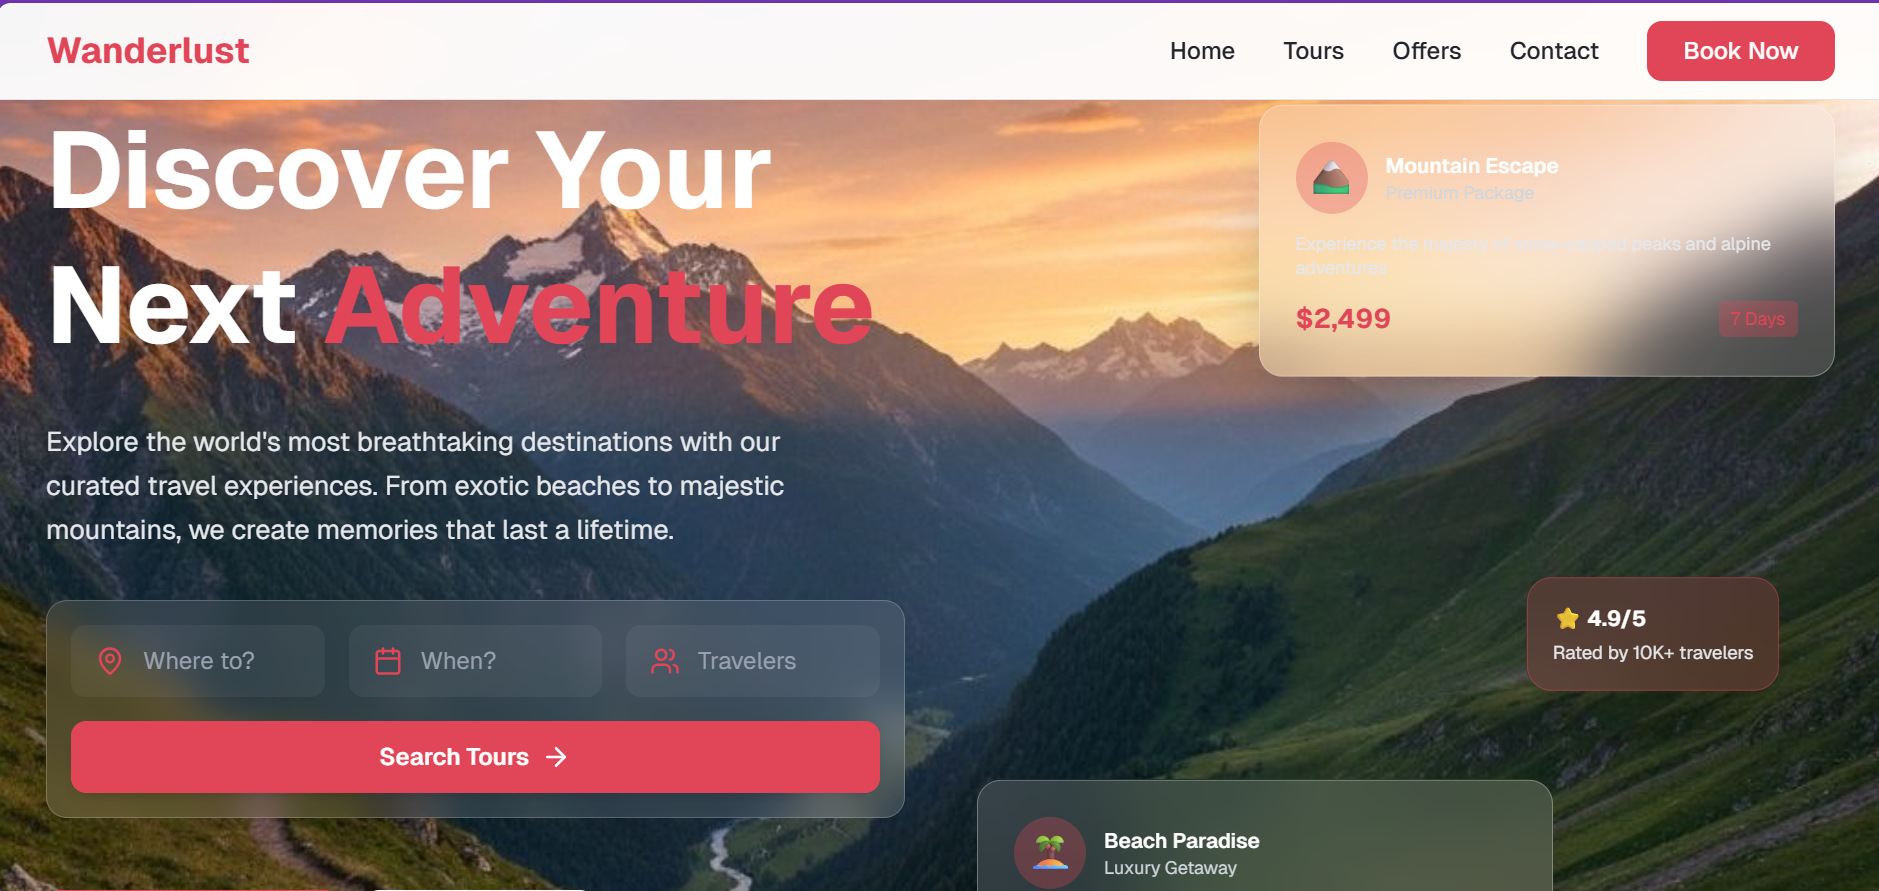 Wanderlust
Home
Tours
Offers
Contact
Book Now
Discover Your
Next Adventure
Explore the world's most breathtaking destinations with our
curated travel experiences. From exotic beaches to majestic
mountains, we create memories that last a lifetime.
Where to?
When?
Travelers
Search Tours
Mountain Escape
Premium Package
Experience the majesty of snow-capped peaks and alpine
adventures.
$2,499
7 Days
4.9/5
Rated by 10K+ travelers
Beach Paradise
Luxury Getaway